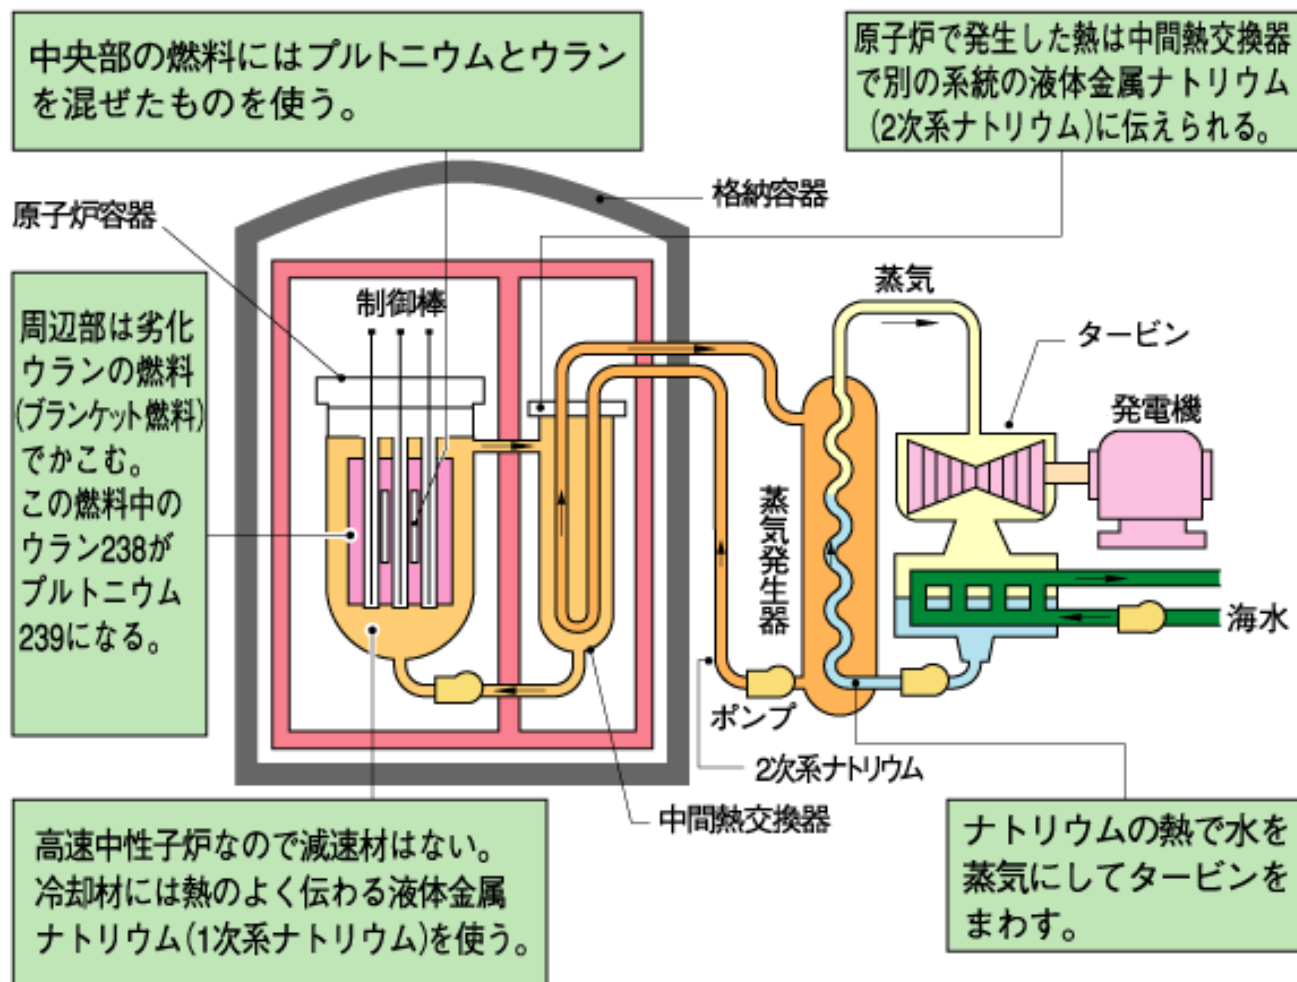 中央部の燃料にはプルトニウムとウラン
を混ぜたものを使う。
原子炉で発生した熱は中間熱交換器
で別の系統の液体金属ナトリウム
(2次系ナトリウム)に伝えられる。
原子炉容器
格納容器
周辺部は劣化
ウランの燃料
(ブランケット燃料)
でかこむ。
この燃料中の
ウラン238が
プルトニウム
239になる。
制御棒
蒸気
タービン
発電機
蒸気発生器
海水
ポンプ
2次系ナトリウム
中間熱交換器
高速中性子炉なので減速材はない。
冷却材には熱のよく伝わる液体金属
ナトリウム(1次系ナトリウム)を使う。
ナトリウムの熱で水を
蒸気にしてタービンを
まわす。